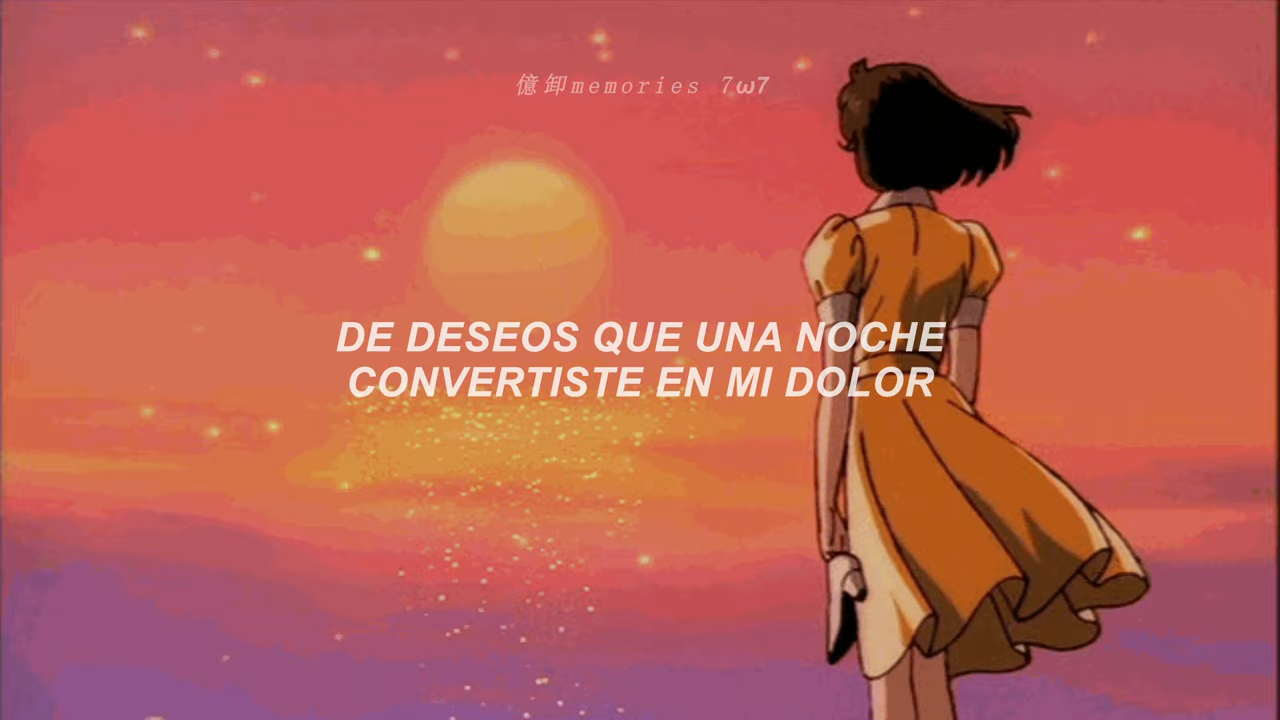 億卸memories 7ω7
DE DESEOS QUE UNA NOCHE
CONVERTISTE EN MI DOLOR